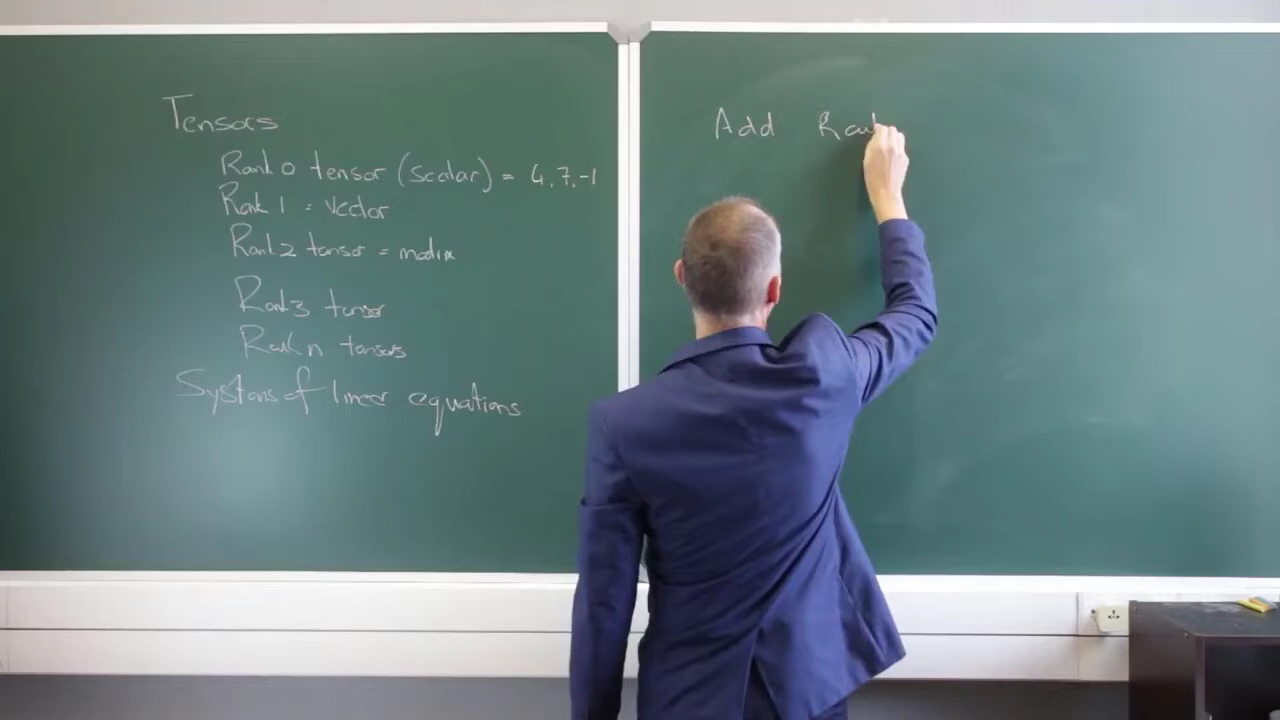 Tensors
Rank 0 tensor (scalar) = 4, 7, -1
Rank 1 = vector
Rank 2 tensor = matrix
Rank 3 tensor
Rank n tensors
Systems of linear equations
Add Ran